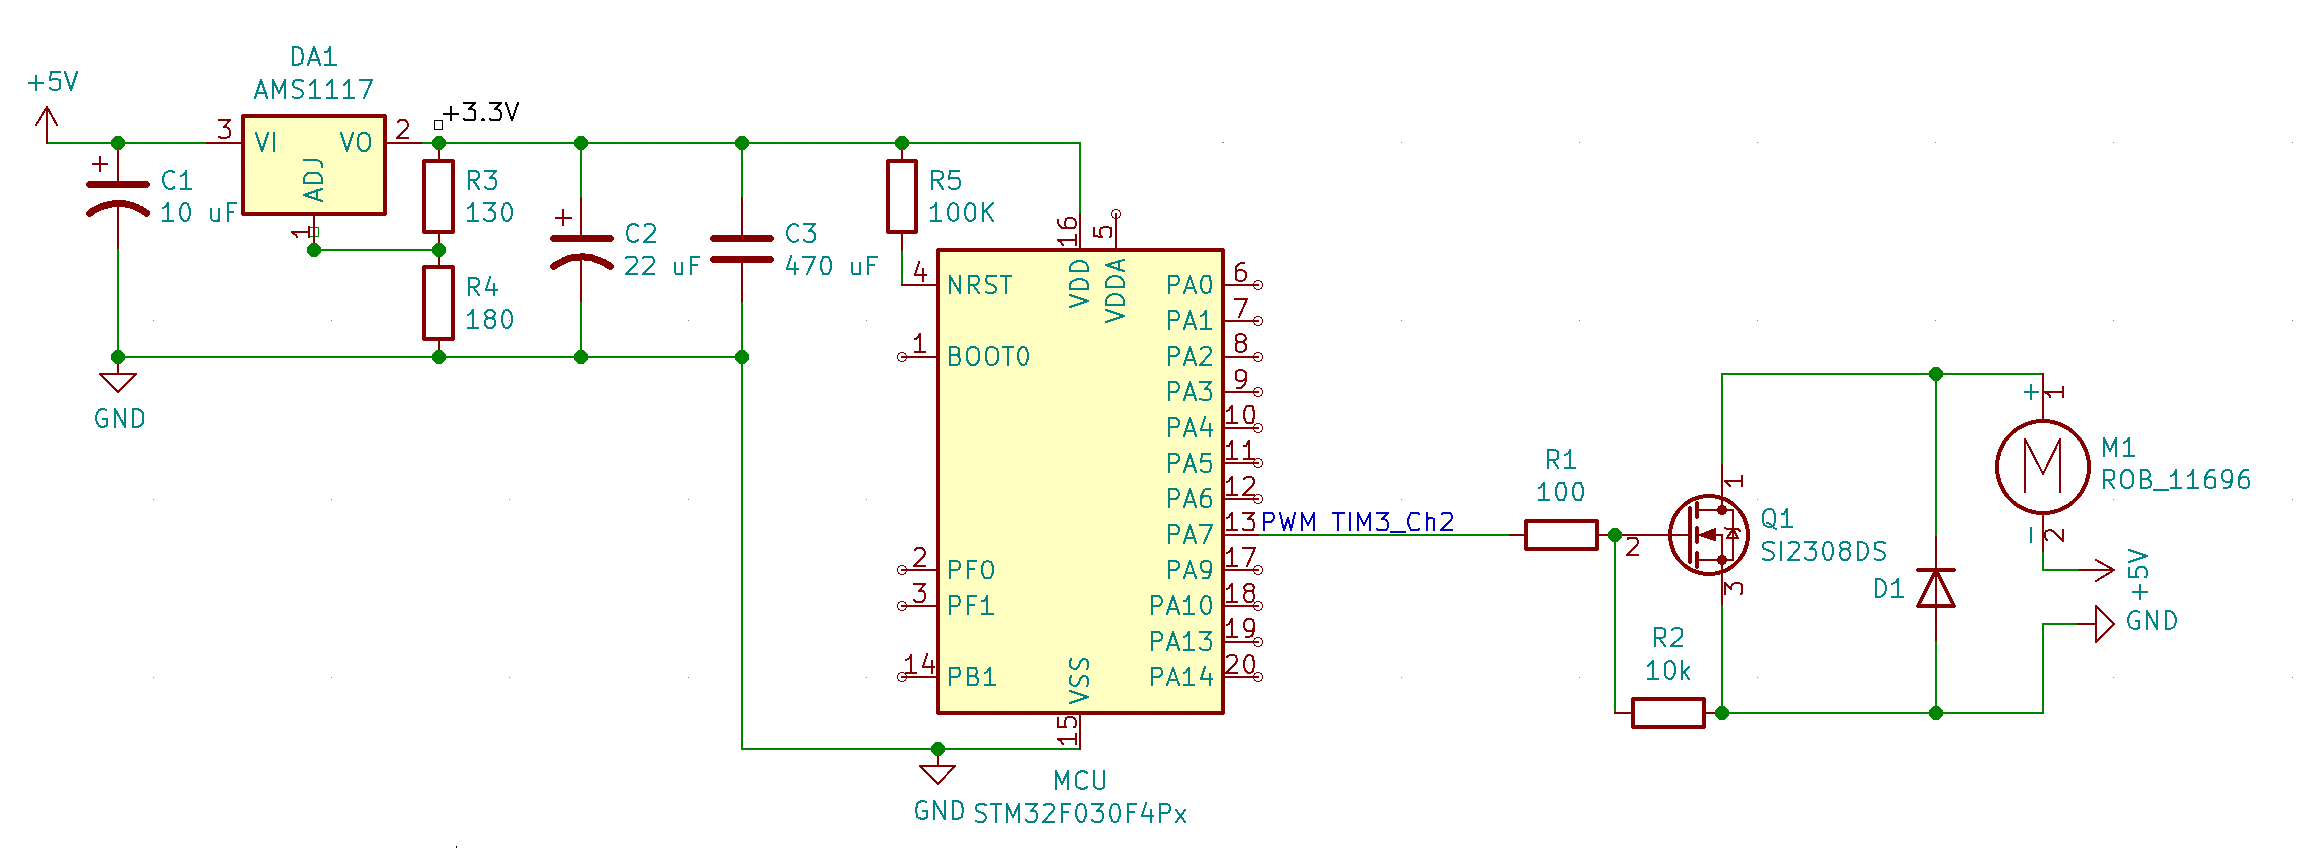 +5V
DA1
AMS1117
3
VI
VO
2
ADJ
1
+3.3V
+
C1
10 uF
GND
R3
130
R4
180
+
C2
22 uF
C3
470 uF
R5
100K
16
VDD
5
VDDA
4
NRST
1
BOOT0
2
PF0
3
PF1
14
PB1
PA0
6
PA1
7
PA2
8
PA3
9
PA4
10
PA5
11
PA6
12
PA7
13
PA9
17
PA10
18
PA13
19
PA14
20
VSS
15
GND
MCU
STM32F030F4Px
PWM TIM3_Ch2
R1
100
2
1
3
Q1
SI2308DS
R2
10k
D1
+
1
M
M1
ROB_11696
-
2
+5V
GND